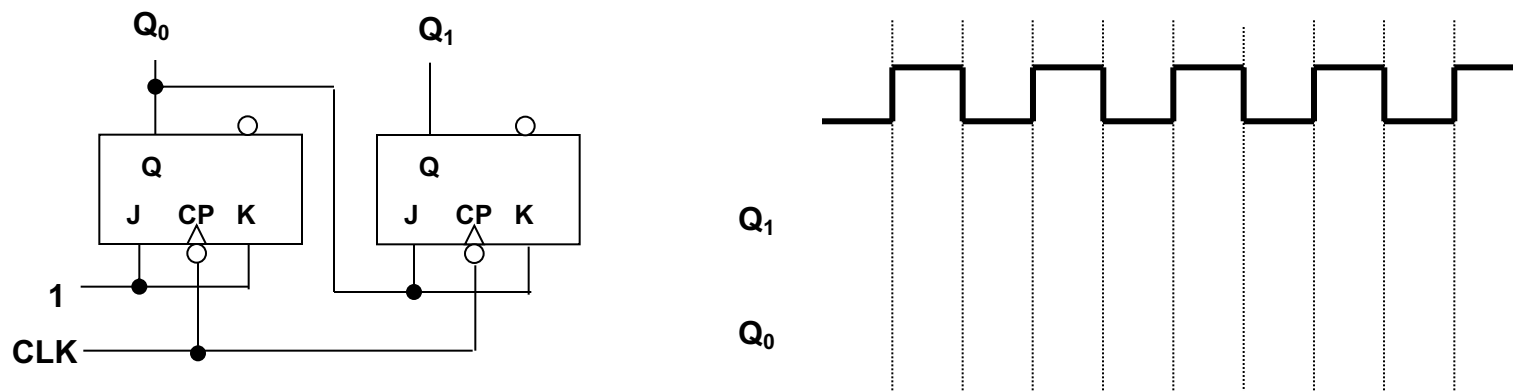 Q₀ Q₁
Q Q
J CP K J CP K
1
CLK
Q₁
Q₀